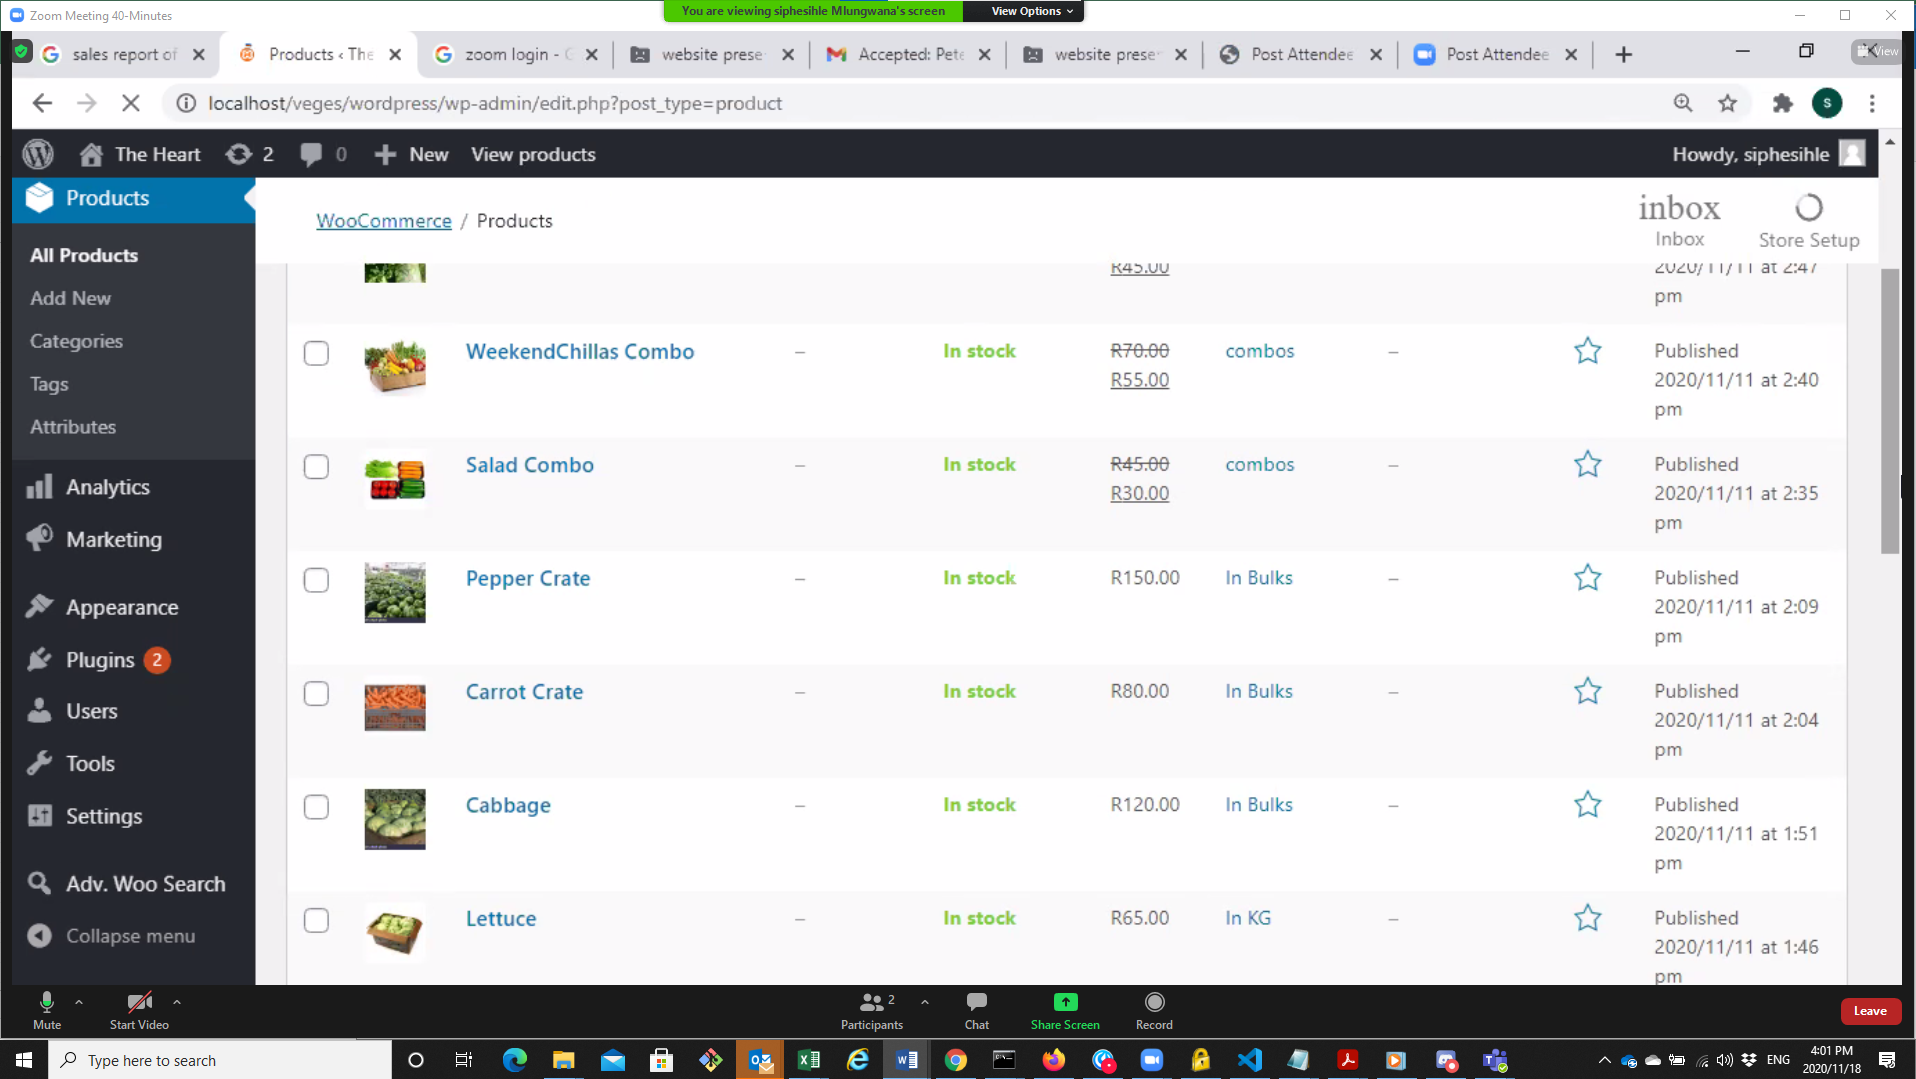 Zoom Meeting 40-Minutes
You are viewing siphesihle Mlungwana's screen
View Options
sales report of
Products ‹ The
zoom login - G
website prese
Accepted: Pete
website prese
Post Attendee
Post Attendee
View
localhost/veges/wordpress/wp-admin/edit.php?post_type=product
S
The Heart
2
0
New
View products
Howdy, siphesihle
Products
All Products
Add New
Categories
Tags
Attributes
Analytics
Marketing
Appearance
Plugins 2
Users
Tools
Settings
Adv. Woo Search
Collapse menu
WooCommerce / Products
inbox
Inbox
Store Setup
R45.00
2020/11/11 at 2:47
pm
WeekendChillas Combo
–
In stock
R70.00
R55.00
combos
–
Published
2020/11/11 at 2:40
pm
Salad Combo
–
In stock
R45.00
R30.00
combos
–
Published
2020/11/11 at 2:35
pm
Pepper Crate
–
In stock
R150.00
In Bulks
–
Published
2020/11/11 at 2:09
pm
Carrot Crate
–
In stock
R80.00
In Bulks
–
Published
2020/11/11 at 2:04
pm
Cabbage
–
In stock
R120.00
In Bulks
–
Published
2020/11/11 at 1:51
pm
Lettuce
–
In stock
R65.00
In KG
–
Published
2020/11/11 at 1:46
pm
Mute
Start Video
2
Participants
Chat
Share Screen
Record
Leave
Type here to search
ENG
4:01 PM
2020/11/18